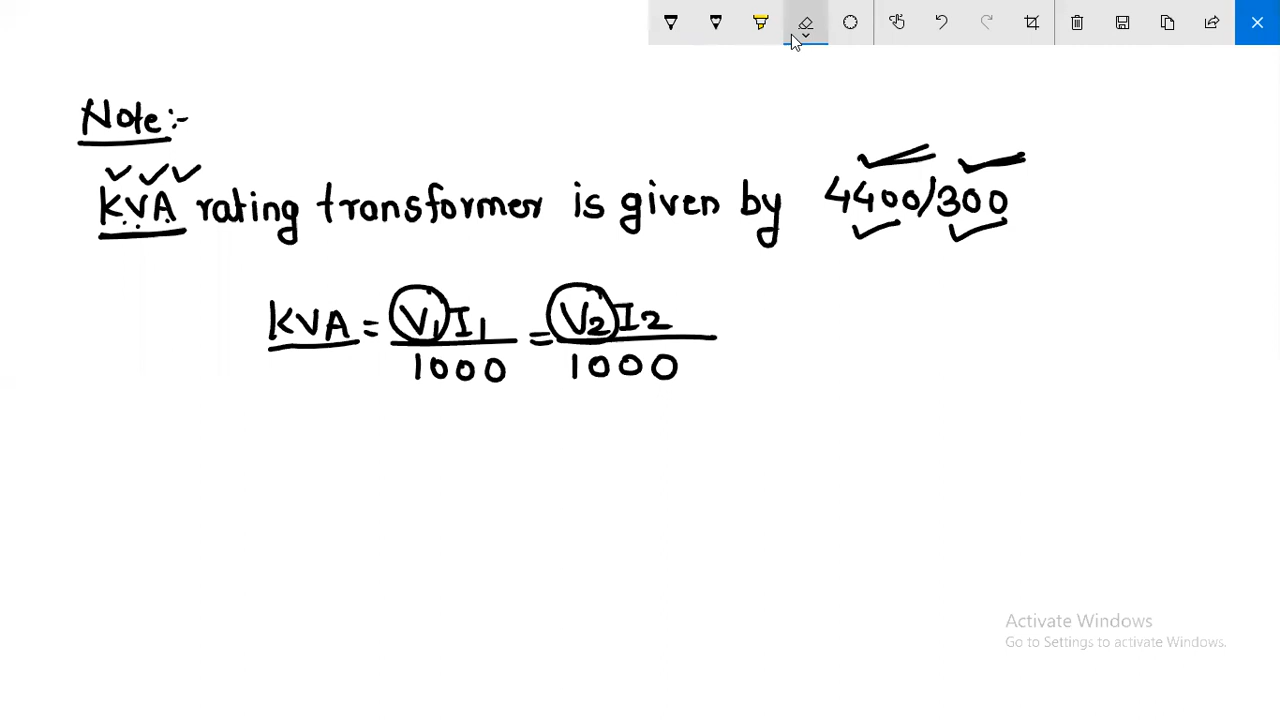 Note:-
KVA rating transformer is given by 4400/300
KVA = V₁I₁ = V₂I₂
1000 1000
Activate Windows
Go to Settings to activate Windows.